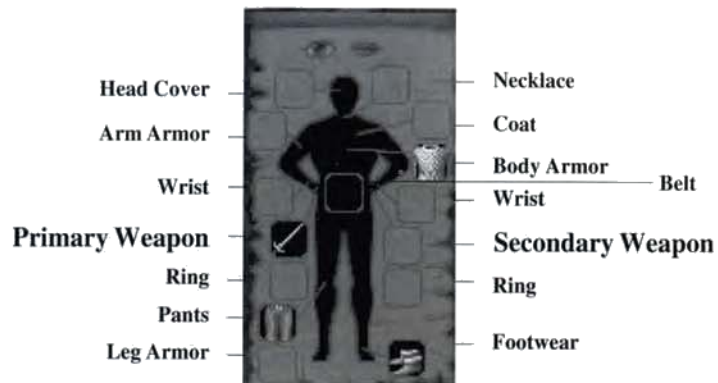 Head Cover
Arm Armor
Wrist
Primary Weapon
Ring
Pants
Leg Armor
Necklace
Coat
Body Armor
Belt
Wrist
Secondary Weapon
Ring
Footwear